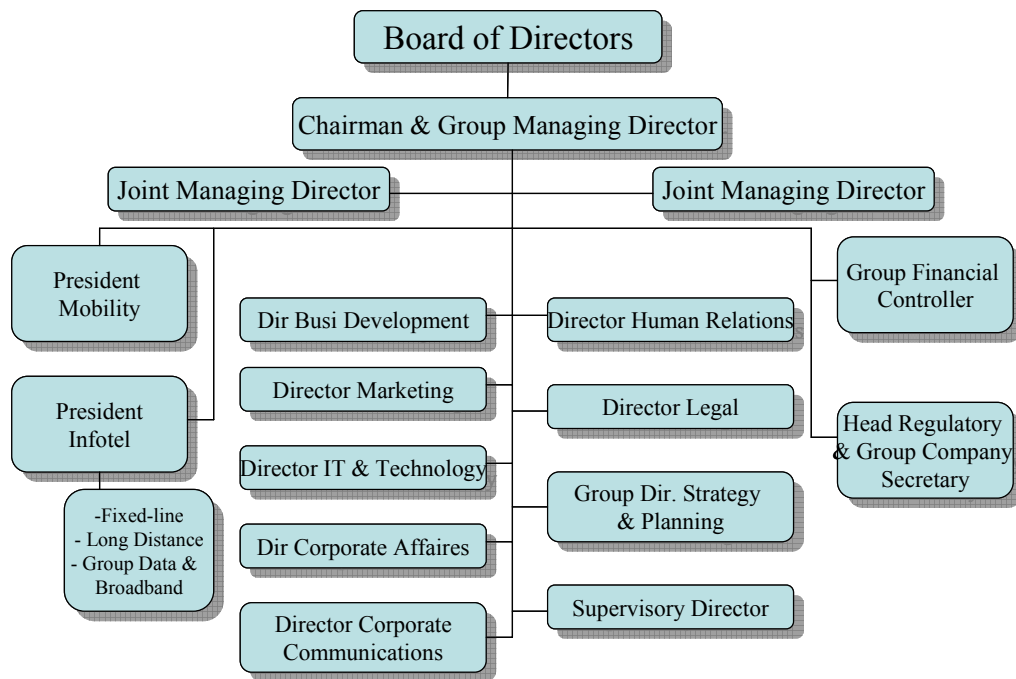 Board of Directors
Chairman & Group Managing Director
Joint Managing Director
Joint Managing Director
President
Mobility
Group Financial
Controller
Dir Busi Development
Director Human Relations
Director Marketing
President
Infotel
Director Legal
Head Regulatory
& Group Company
Secretary
Director IT & Technology
Group Dir. Strategy
& Planning
-Fixed-line
- Long Distance
- Group Data &
Broadband
Dir Corporate Affaires
Supervisory Director
Director Corporate
Communications